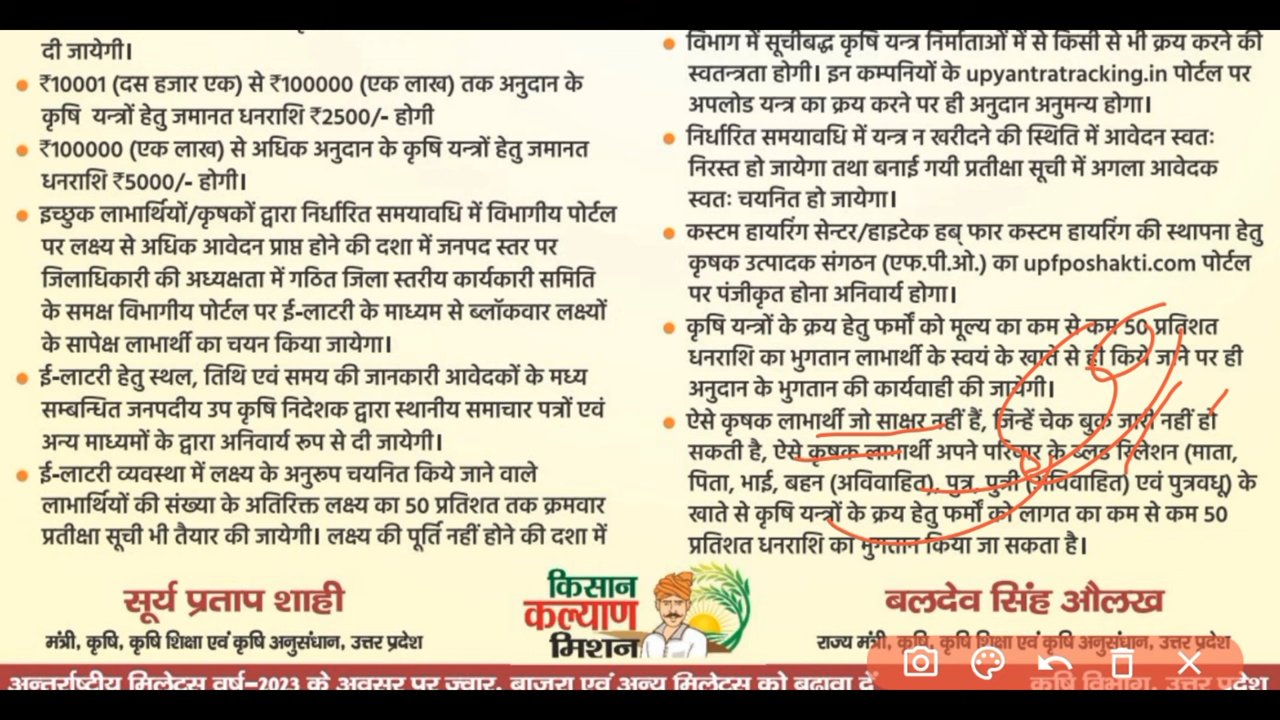 दी जायेगी।
₹10001 (दस हजार एक) से ₹100000 (एक लाख) तक अनुदान के
कृषि यन्त्रों हेतु जमानत धनराशि ₹2500/- होगी
₹100000 (एक लाख) से अधिक अनुदान के कृषि यन्त्रों हेतु जमानत
धनराशि ₹5000/- होगी।
इच्छुक लाभार्थियों/कृषकों द्वारा निर्धारित समयावधि में विभागीय पोर्टल
पर लक्ष्य से अधिक आवेदन प्राप्त होने की दशा में जनपद स्तर पर
जिलाधिकारी की अध्यक्षता में गठित जिला स्तरीय कार्यकारी समिति
के समक्ष विभागीय पोर्टल पर ई-लाटरी के माध्यम से ब्लॉकवार लक्ष्यों
के सापेक्ष लाभार्थी का चयन किया जायेगा।
ई-लाटरी हेतु स्थल, तिथि एवं समय की जानकारी आवेदकों के मध्य
सम्बन्धित जनपदीय उप कृषि निदेशक द्वारा स्थानीय समाचार पत्रों एवं
अन्य माध्यमों के द्वारा अनिवार्य रूप से दी जायेगी।
ई-लाटरी व्यवस्था में लक्ष्य के अनुरूप चयनित किये जाने वाले
लाभार्थियों की संख्या के अतिरिक्त लक्ष्य का 50 प्रतिशत तक क्रमवार
प्रतीक्षा सूची भी तैयार की जायेगी। लक्ष्य की पूर्ति नहीं होने की दशा में
विभाग में सूचीबद्ध कृषि यन्त्र निर्माताओं में से किसी से भी क्रय करने की
स्वतन्त्रता होगी। इन कम्पनियों के upyantratracking.in पोर्टल पर
अपलोड यन्त्र का क्रय करने पर ही अनुदान अनुमन्य होगा।
निर्धारित समयावधि में यन्त्र न खरीदने की स्थिति में आवेदन स्वतः
निरस्त हो जायेगा तथा बनाई गयी प्रतीक्षा सूची में अगला आवेदक
स्वतः चयनित हो जायेगा।
कस्टम हायरिंग सेन्टर/हाइटेक हब् फार कस्टम हायरिंग की स्थापना हेतु
कृषक उत्पादक संगठन (एफ.पी.ओ.) का upfposhakti.com पोर्टल
पर पंजीकृत होना अनिवार्य होगा।
कृषि यन्त्रों के क्रय हेतु फर्मों को मूल्य का कम से कम 50 प्रतिशत
धनराशि का भुगतान लाभार्थी के स्वयं के खाते से ही किये जाने पर ही
अनुदान के भुगतान की कार्यवाही की जायेगी।
ऐसे कृषक लाभार्थी जो साक्षर नहीं हैं, जिन्हें चेक बुक जारी नहीं हो
सकती है, ऐसे कृषक लाभार्थी अपने परिवार के ब्लड रिलेशन (माता,
पिता, भाई, बहन (अविवाहित), पुत्र, पुत्री (अविवाहित) एवं पुत्रवधू) के
खाते से कृषि यन्त्रों के क्रय हेतु फर्मों को लागत का कम से कम 50
प्रतिशत धनराशि का भुगतान किया जा सकता है।
सूर्य प्रताप शाही
मंत्री, कृषि, कृषि शिक्षा एवं कृषि अनुसंधान, उत्तर प्रदेश
किसान
कल्याण
मिशन
बलदेव सिंह औलख
राज्य मंत्री, कृषि, कृषि शिक्षा एवं कृषि अनुसंधान, उत्तर प्रदेश
अन्तर्राष्ट्रीय मिलेट्स वर्ष-2023 के अवसर पर ज्वार, बाजरा एवं अन्य मिलेट्स को बढ़ावा दें
कृषि विभाग, उत्तर प्रदेश